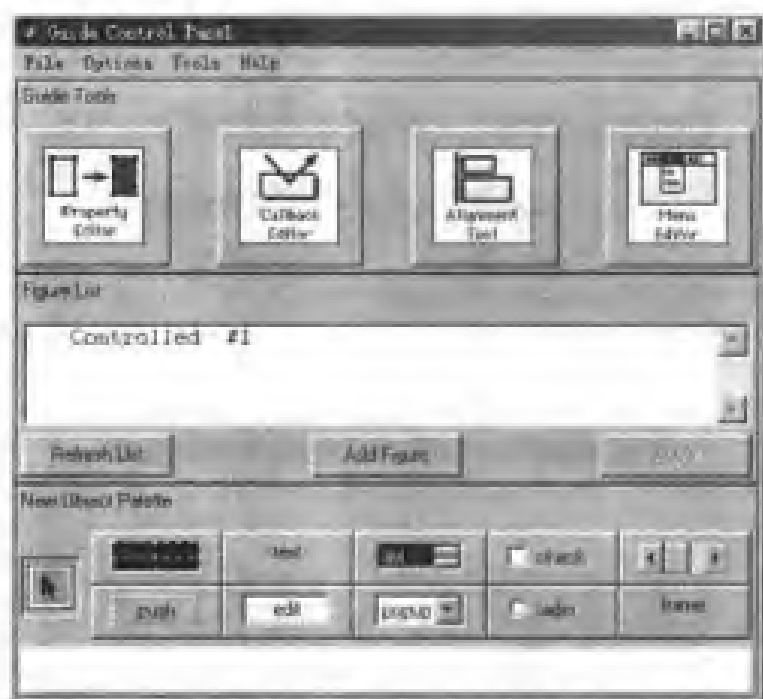 Guide Control Panel
File Options Tools Help
Guide Tools
Property Editor
Callback Editor
Alignment Tool
Menu Editor
Figure List
Controlled #1
Refresh List Add Figure
New Object Palette
text check
push edit popup radio frame